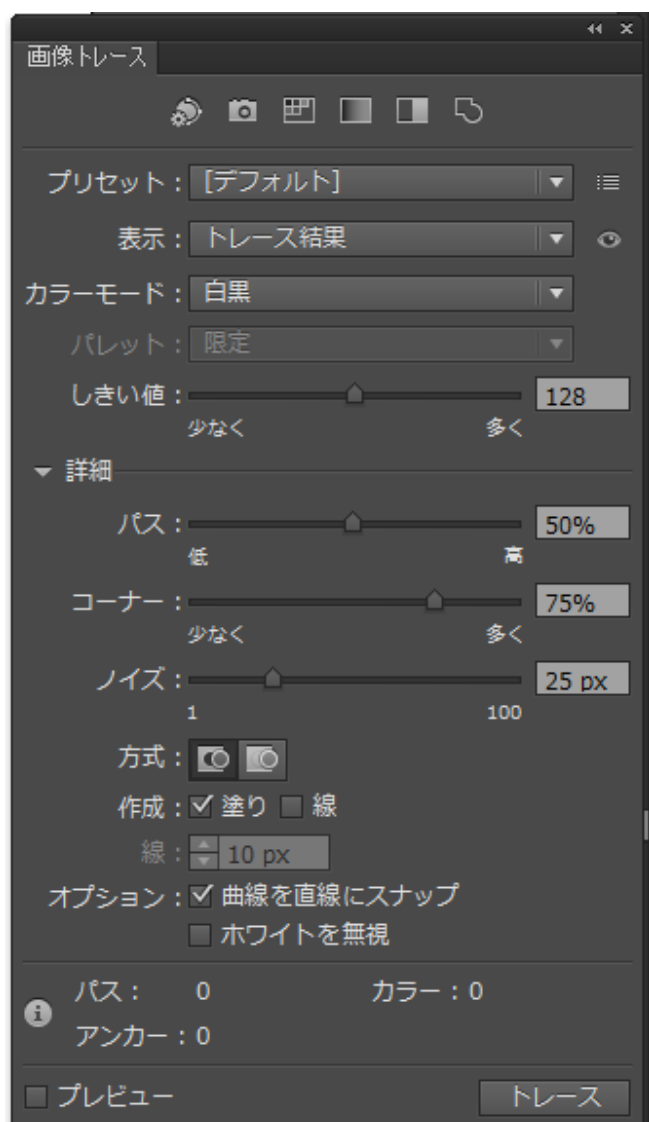 画像トレース
プリセット： [デフォルト]
表示： トレース結果
カラーモード： 白黒
パレット： 限定
しきい値： 128
少なく 多く
詳細
パス： 50%
低 高
コーナー： 75%
少なく 多く
ノイズ： 25 px
1 100
方式：
作成： 塗り 線
線： 10 px
オプション： 曲線を直線にスナップ
ホワイトを無視
パス： 0 カラー：0
アンカー：0
プレビュー トレース